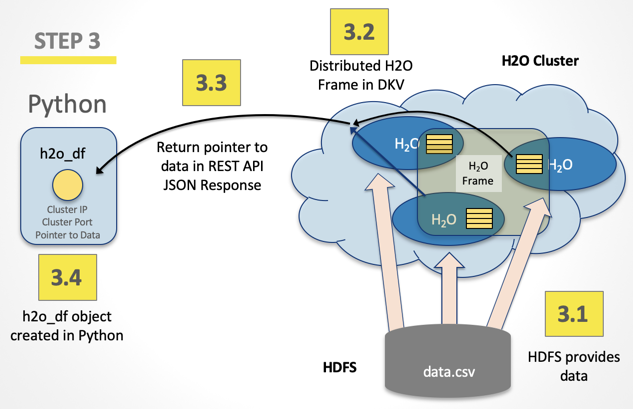 STEP 3
3.2
Distributed H2O
Frame in DKV
H2O Cluster
3.3
Return pointer to
data in REST API
JSON Response
Python
h2o_df
Cluster IP
Cluster Port
Pointer to Data
3.4
h2o_df object
created in Python
H₂O
H₂O
Frame
H₂O
H₂O
3.1
HDFS provides
data
HDFS
data.csv